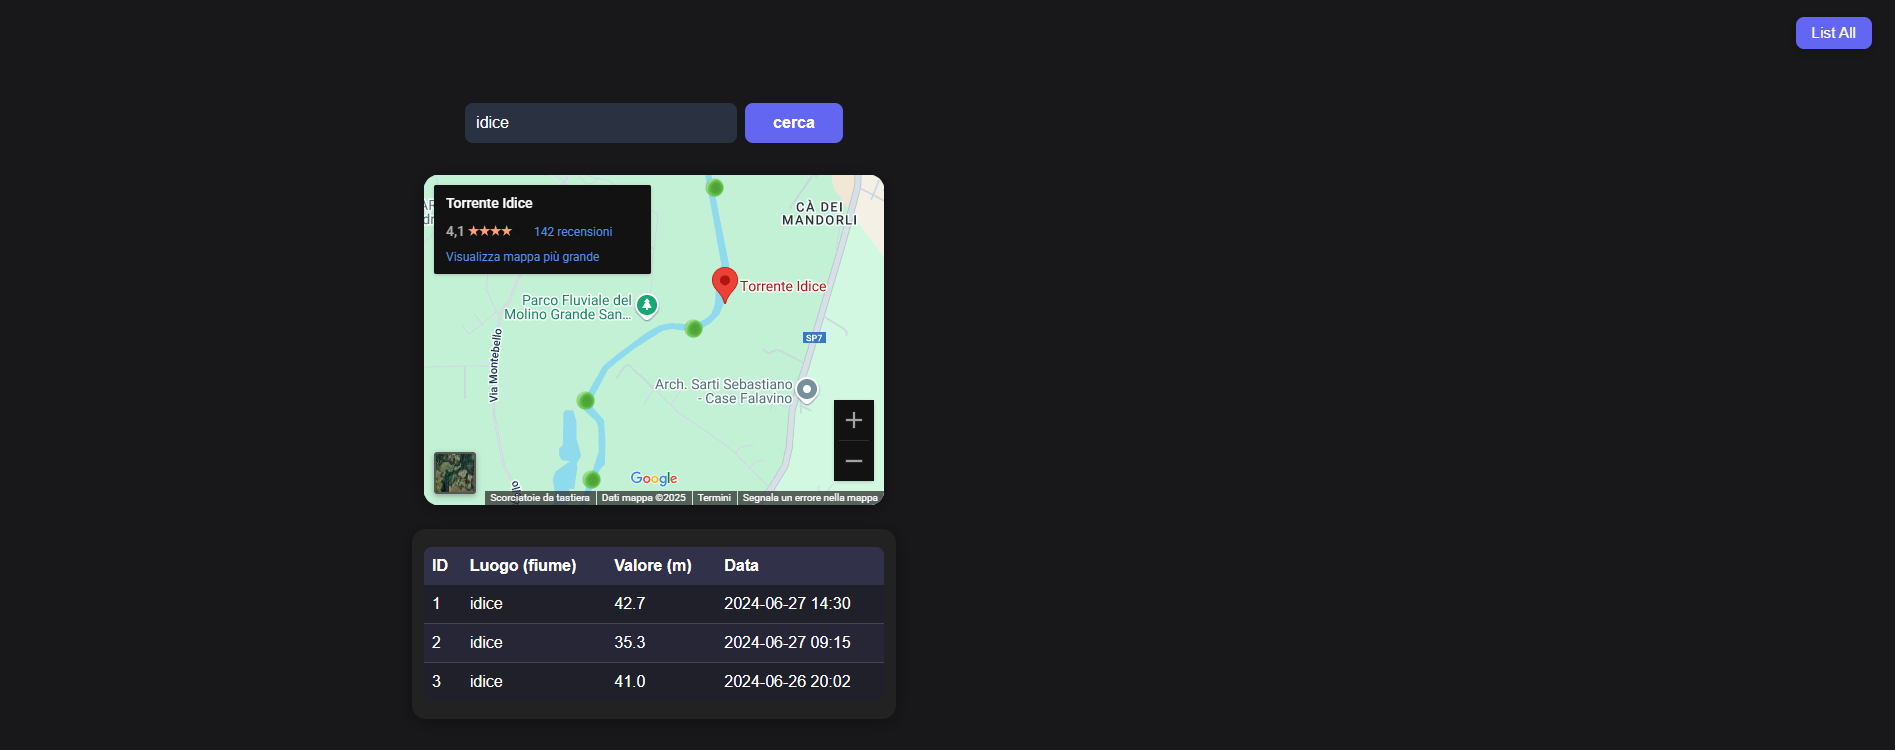 List All
idice
cerca
Torrente Idice
4,1
142 recensioni
Visualizza mappa più grande
CÀ DEI
MANDORLI
Torrente Idice
Parco Fluviale del
Molino Grande San...
SP7
Via Montebello
Arch. Sarti Sebastiano
- Case Falavino
Google
Scorciatoie da tastiera
Dati mappa ©2025
Termini
Segnala un errore nella mappa
ID Luogo (fiume) Valore (m) Data
1 idice 42.7 2024-06-27 14:30
2 idice 35.3 2024-06-27 09:15
3 idice 41.0 2024-06-26 20:02